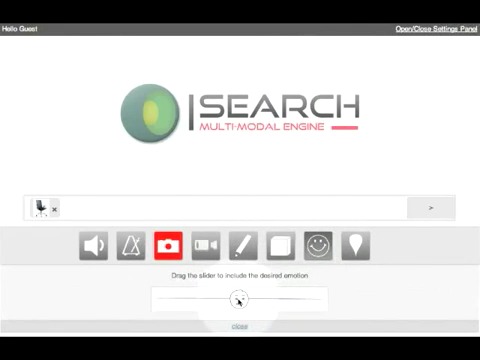 Hello Guest
Open/Close Settings Panel
|SEARCH
MULTI-MODAL ENGINE
×
>
Drag the slider to include the desired emotion
close